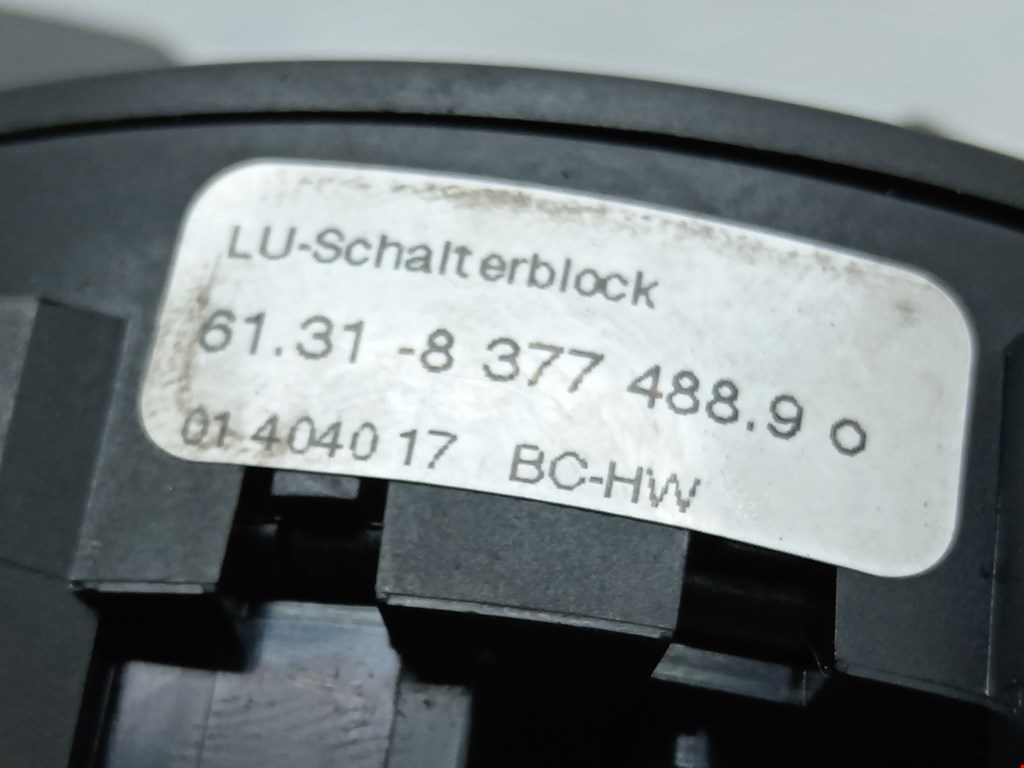 LU-Schalterblock
61.31 -8 377 488.9 o
01 4040 17 BC-HW